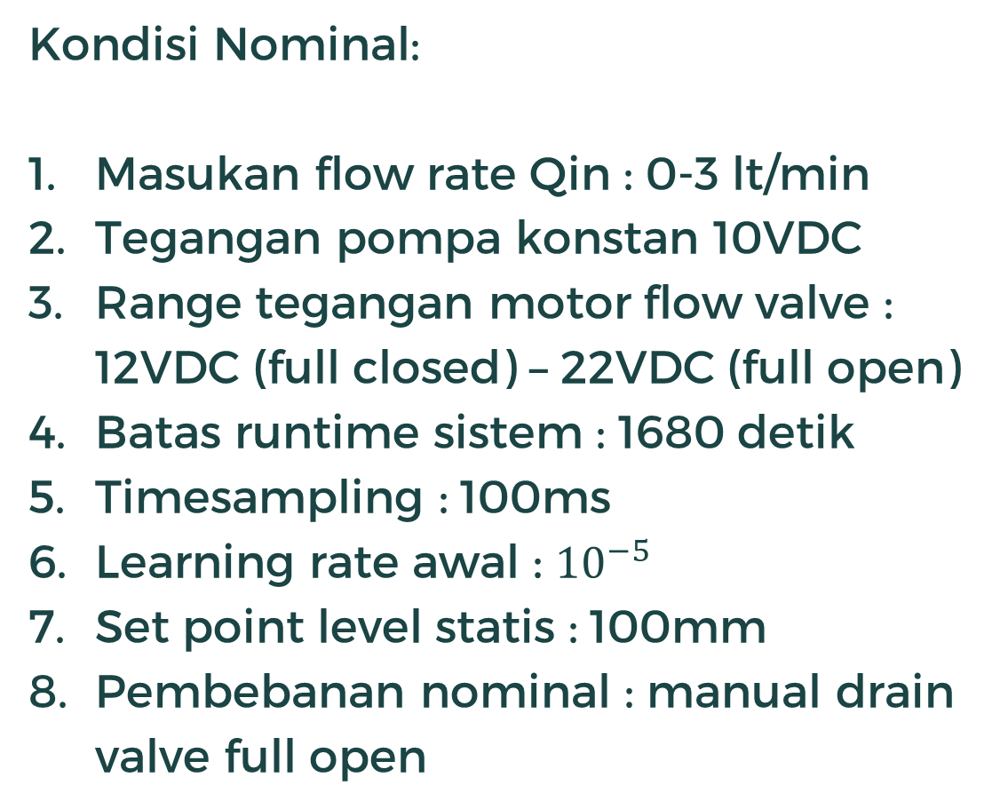 Kondisi Nominal:
1. Masukan flow rate Qin : 0-3 lt/min
2. Tegangan pompa konstan 10VDC
3. Range tegangan motor flow valve :
12VDC (full closed) – 22VDC (full open)
4. Batas runtime sistem : 1680 detik
5. Timesampling : 100ms
6. Learning rate awal : 10⁻⁵
7. Set point level statis : 100mm
8. Pembebanan nominal : manual drain
valve full open